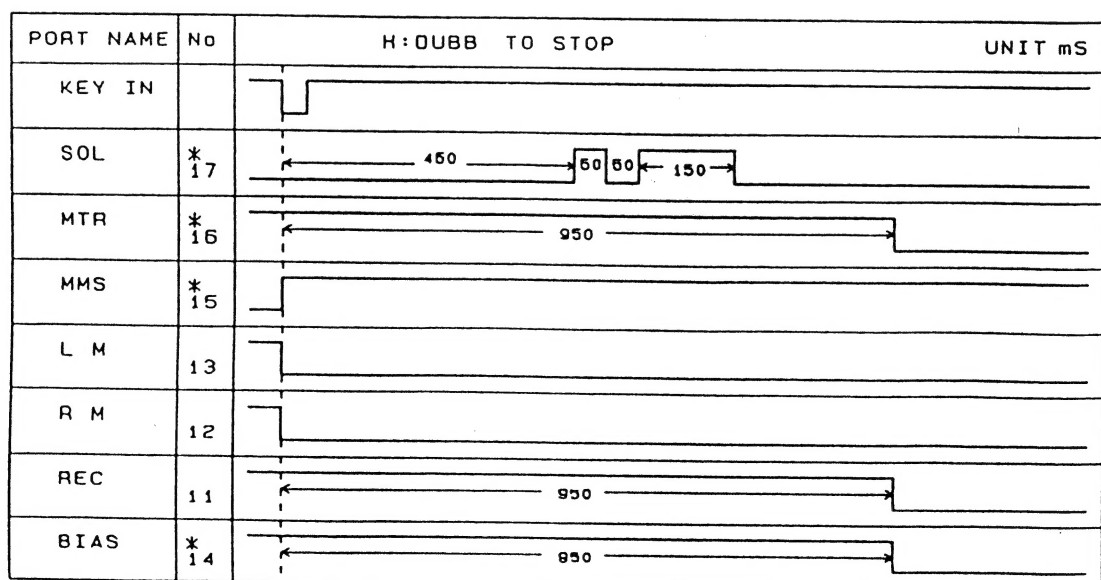 PORT NAME No H:DUBB TO STOP UNIT mS
KEY IN
SOL * 17 450 50 50 150
MTR * 16 950
MMS * 15
L M 13
R M 12
REC 11 950
BIAS * 14 950